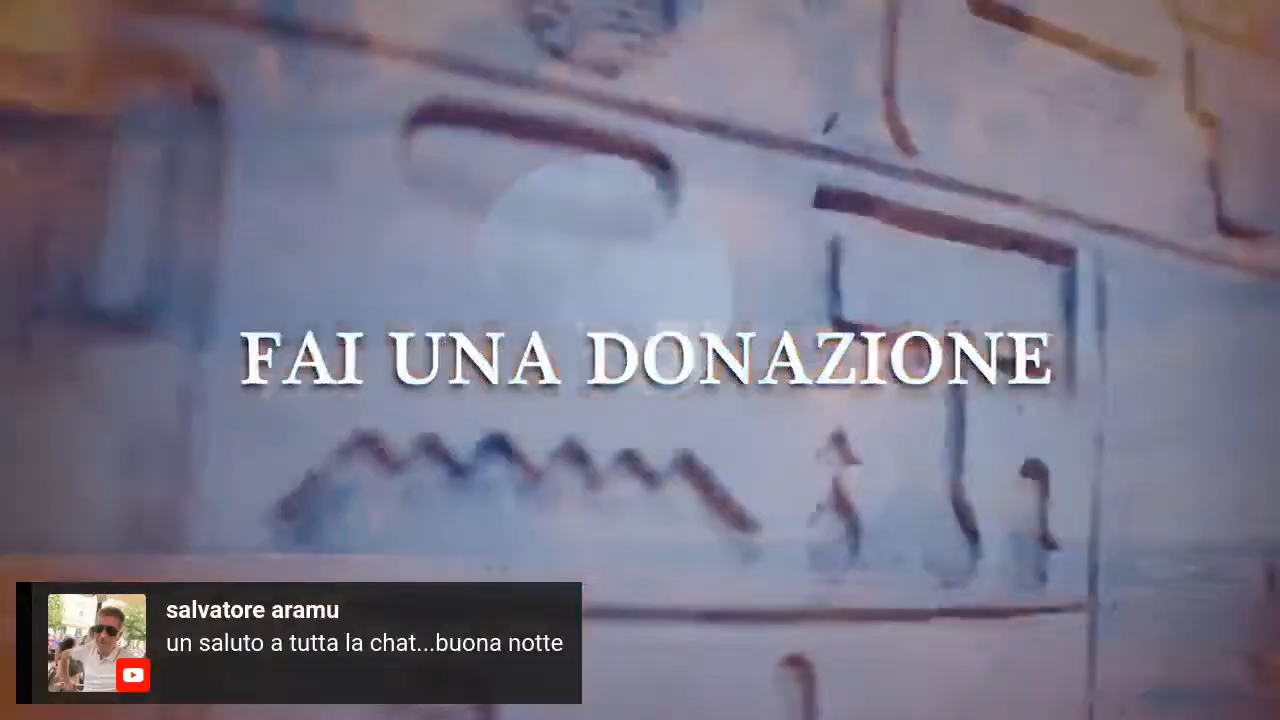 FAI UNA DONAZIONE
salvatore aramu
un saluto a tutta la chat...buona notte